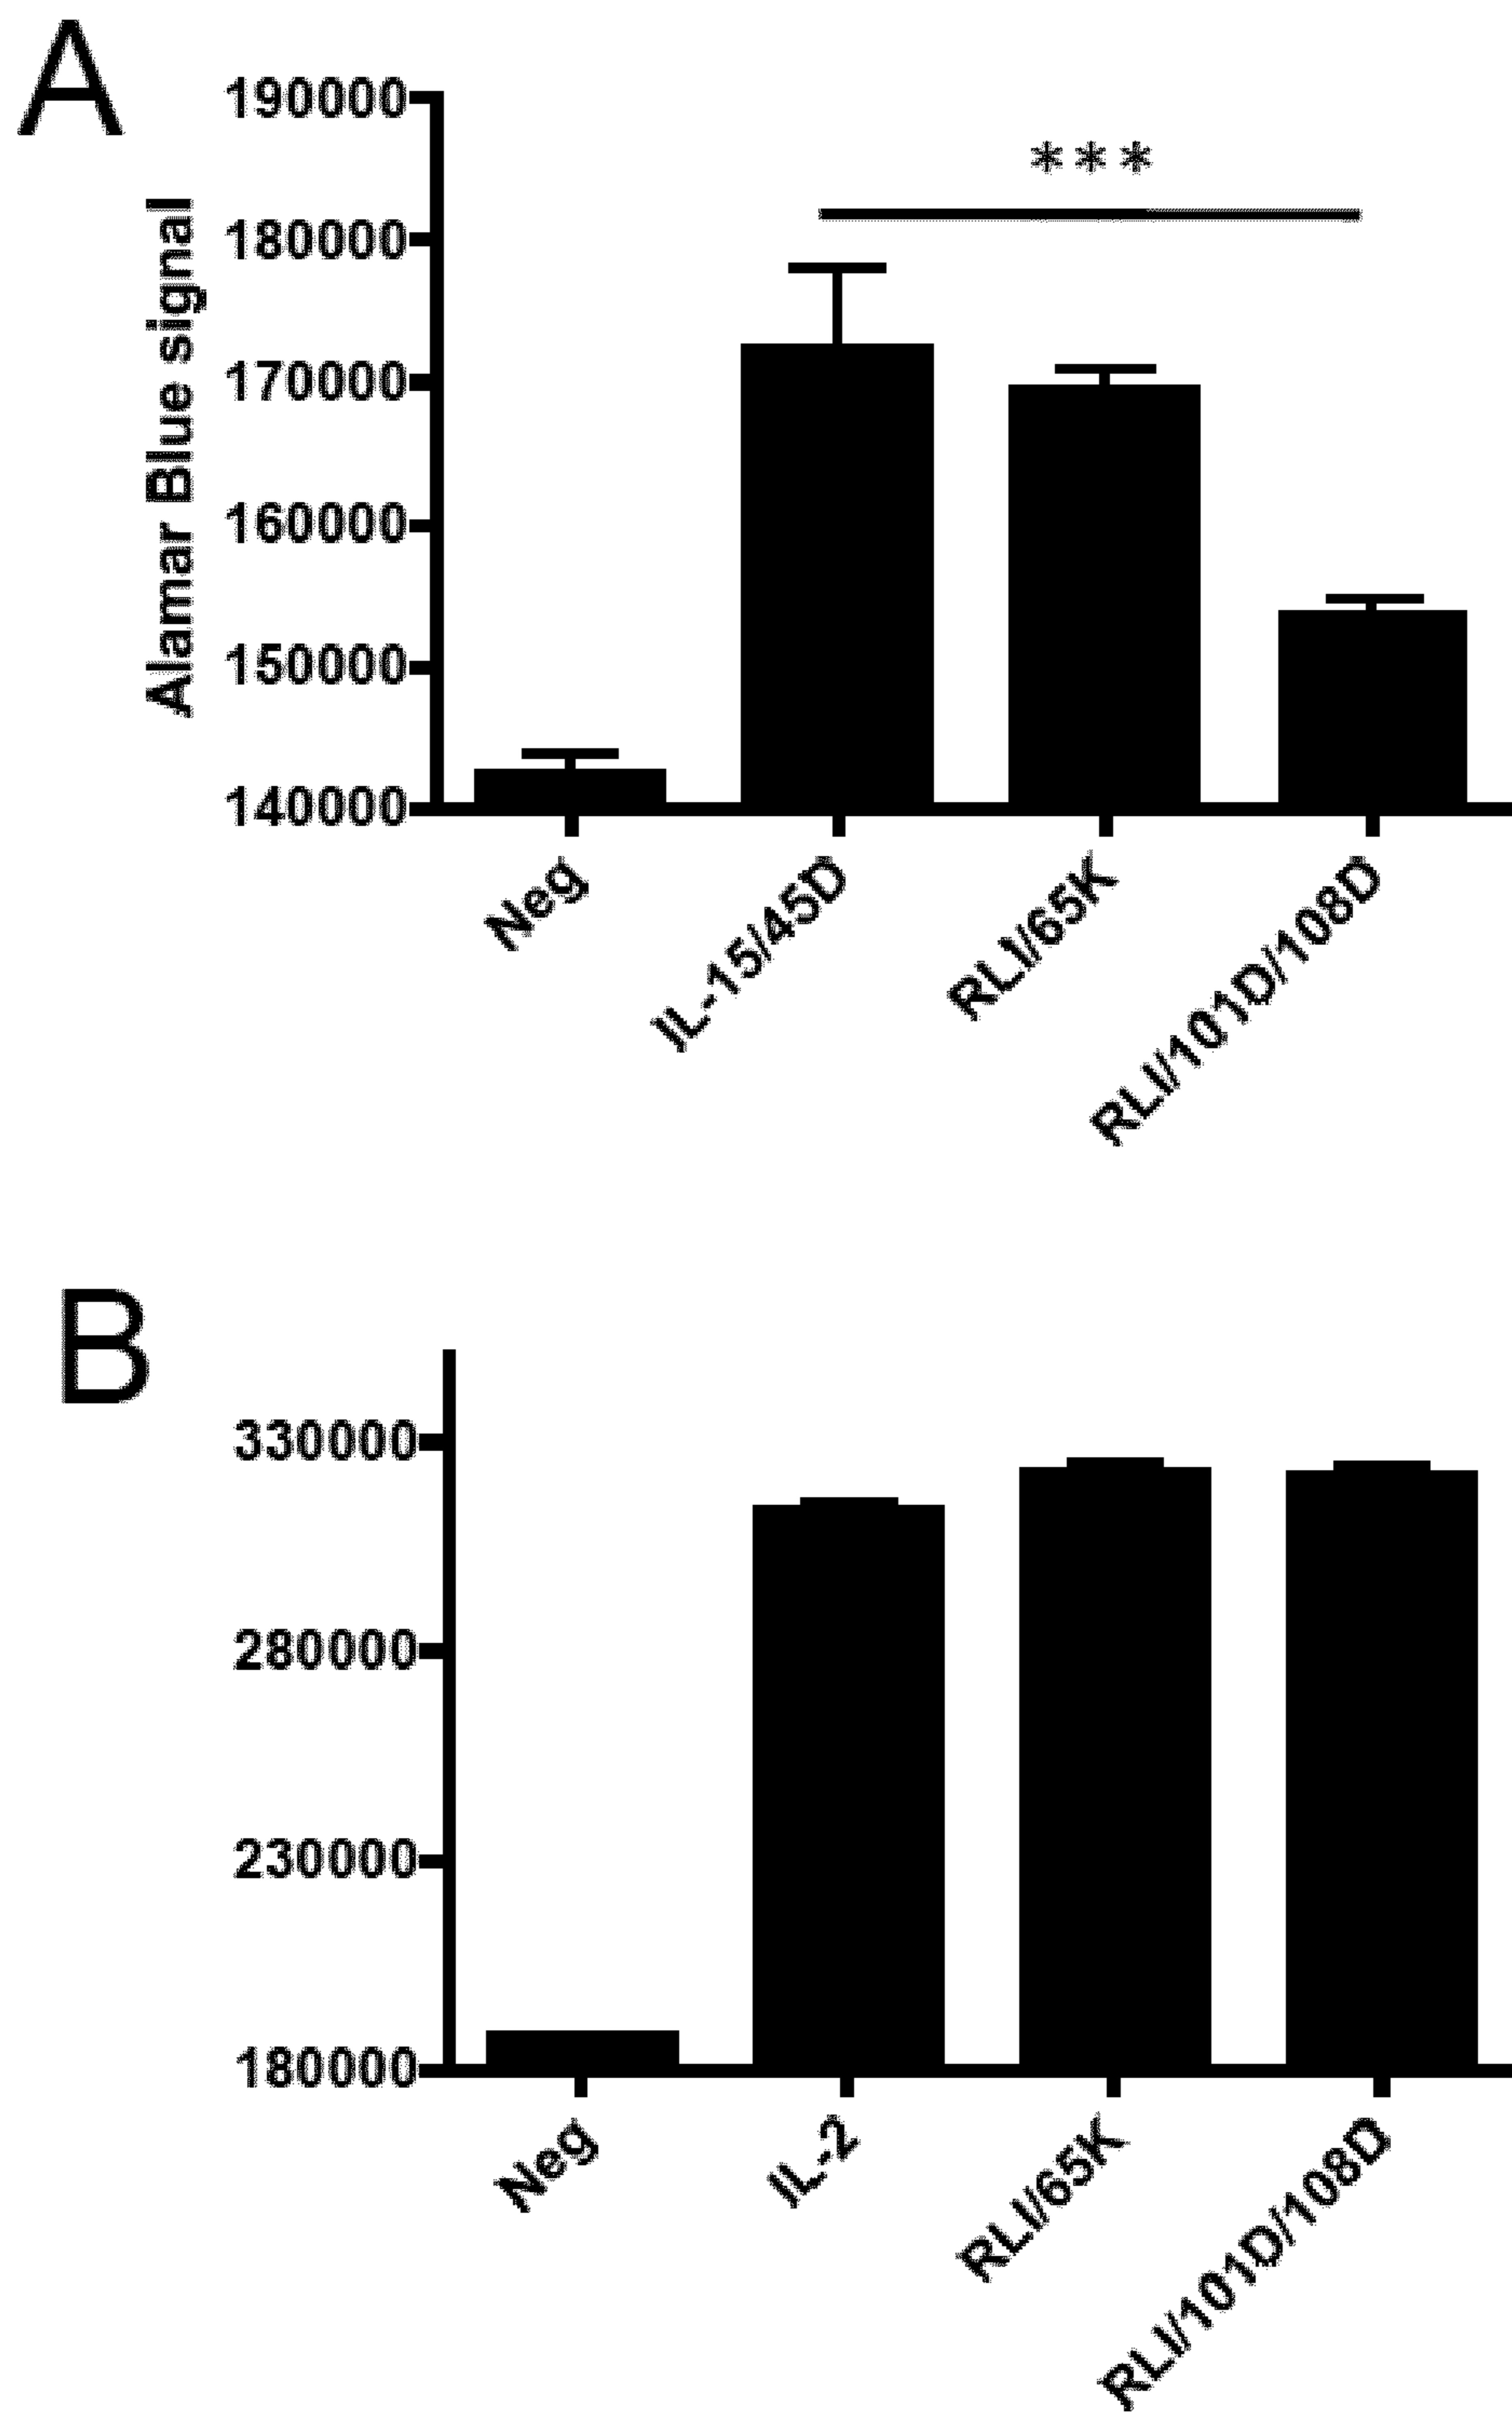 A
190000
***
180000
170000
160000
150000
140000
Alamar Blue signal
Neg
IL-15/45D
RLI/65K
RLI/101D/108D
B
330000
280000
230000
180000
Neg
IL-2
RLI/65K
RLI/101D/108D